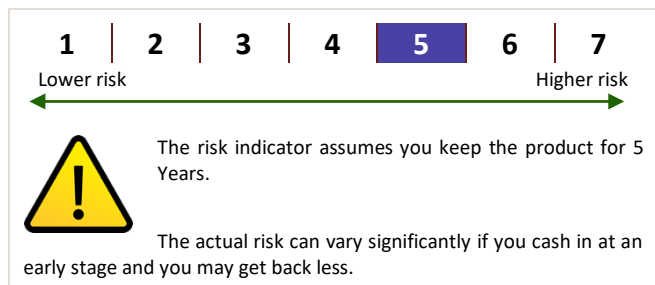 1 2 3 4 5 6 7
Lower risk Higher risk
The risk indicator assumes you keep the product for 5
Years.
The actual risk can vary significantly if you cash in at an
early stage and you may get back less.